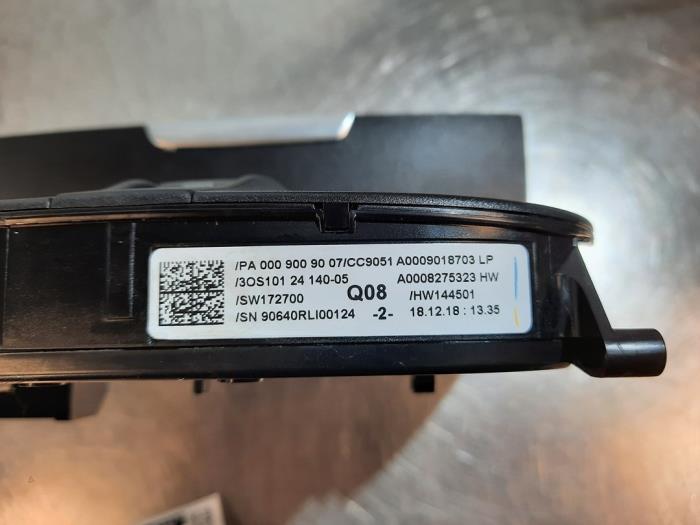 /PA 000 900 90 07/CC9051 A0009018703 LP
/3OS101 24 140-05 A0008275323 HW
/SW172700 Q08 /HW144501
/SN 90640RLI00124 -2- 18.12.18 : 13.35